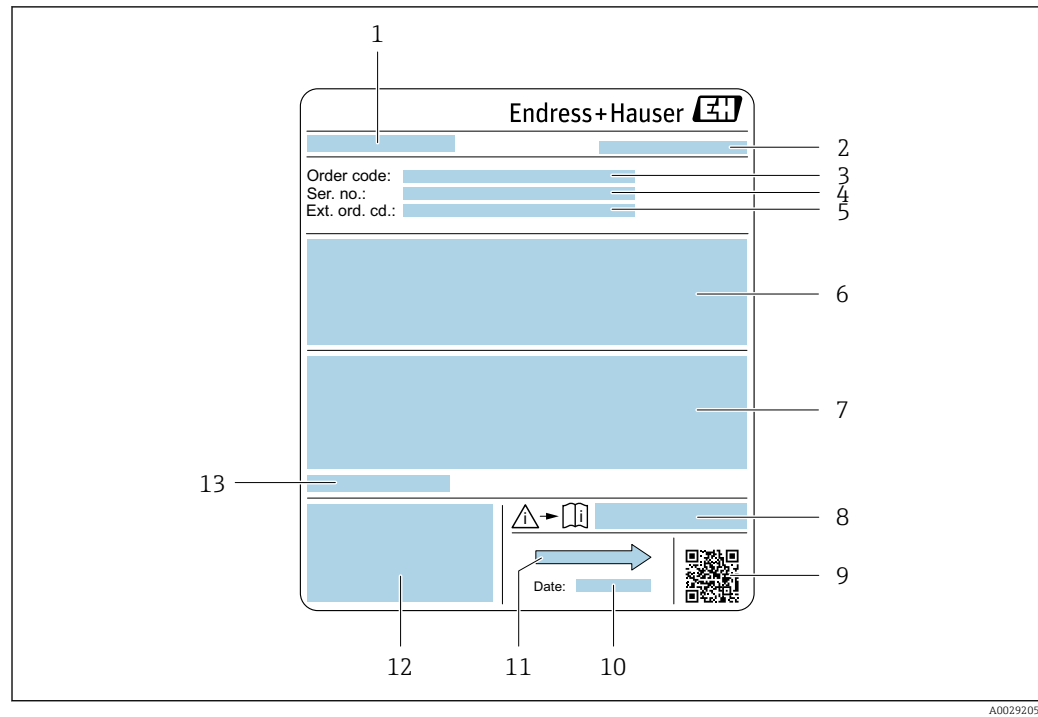 1
Endress+Hauser EH
2
Order code:
3
Ser. no.:
4
Ext. ord. cd.:
5
6
7
13
8
i
i
9
11
Date:
12
10
A0029205